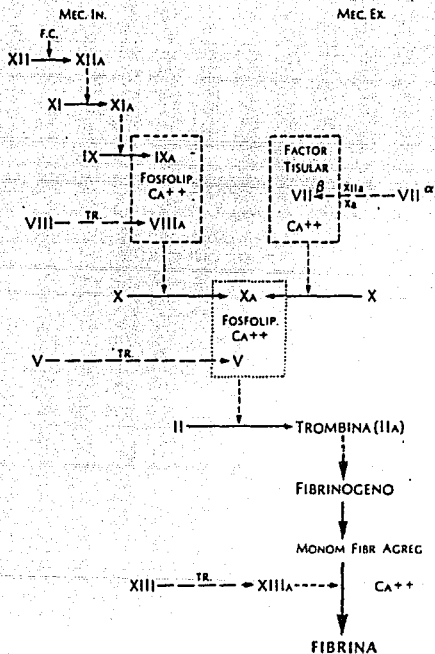 MEC. IN. MEC. EX.
F.C.
XII XIIA
XI XIA
IX IXA
FOSFOLIP.
CA++
VIII TR. VIIIA
FACTOR
TISULAR
VII β XIIa Xa VII α
CA++
X XA X
FOSFOLIP.
CA++
V TR. V
II TROMBINA (IIA)
FIBRINOGENO
MONOM FIBR AGREG
XIII TR. XIIIA CA++
FIBRINA